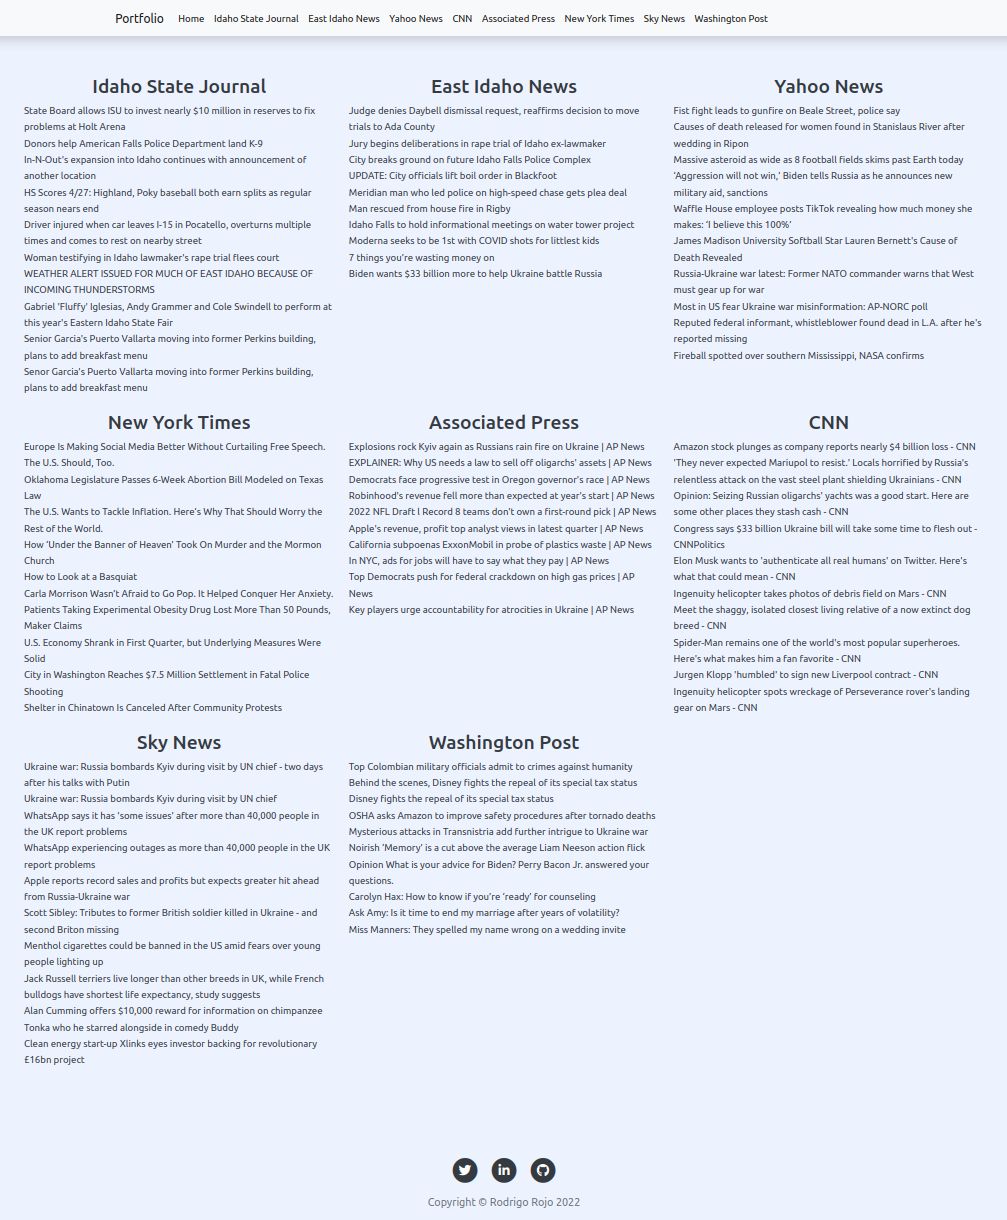 Portfolio Home Idaho State Journal East Idaho News Yahoo News CNN Associated Press New York Times Sky News Washington Post
Idaho State Journal
State Board allows ISU to invest nearly $10 million in reserves to fix
problems at Holt Arena
Donors help American Falls Police Department land K-9
In-N-Out's expansion into Idaho continues with announcement of
another location
HS Scores 4/27: Highland, Poky baseball both earn splits as regular
season nears end
Driver injured when car leaves I-15 in Pocatello, overturns multiple
times and comes to rest on nearby street
Woman testifying in Idaho lawmaker's rape trial flees court
WEATHER ALERT ISSUED FOR MUCH OF EAST IDAHO BECAUSE OF
INCOMING THUNDERSTORMS
Gabriel 'Fluffy' Iglesias, Andy Grammer and Cole Swindell to perform at
this year's Eastern Idaho State Fair
Senior Garcia's Puerto Vallarta moving into former Perkins building,
plans to add breakfast menu
Senor Garcia's Puerto Vallarta moving into former Perkins building,
plans to add breakfast menu
East Idaho News
Judge denies Daybell dismissal request, reaffirms decision to move
trials to Ada County
Jury begins deliberations in rape trial of Idaho ex-lawmaker
City breaks ground on future Idaho Falls Police Complex
UPDATE: City officials lift boil order in Blackfoot
Meridian man who led police on high-speed chase gets plea deal
Man rescued from house fire in Rigby
Idaho Falls to hold informational meetings on water tower project
Moderna seeks to be 1st with COVID shots for littlest kids
7 things you're wasting money on
Biden wants $33 billion more to help Ukraine battle Russia
Yahoo News
Fist fight leads to gunfire on Beale Street, police say
Causes of death released for women found in Stanislaus River after
wedding in Ripon
Massive asteroid as wide as 8 football fields skims past Earth today
'Aggression will not win,' Biden tells Russia as he announces new
military aid, sanctions
Waffle House employee posts TikTok revealing how much money she
makes: 'I believe this 100%'
James Madison University Softball Star Lauren Bernett's Cause of
Death Revealed
Russia-Ukraine war latest: Former NATO commander warns that West
must gear up for war
Most in US fear Ukraine war misinformation: AP-NORC poll
Reputed federal informant, whistleblower found dead in L.A. after he's
reported missing
Fireball spotted over southern Mississippi, NASA confirms
New York Times
Europe Is Making Social Media Better Without Curtailing Free Speech.
The U.S. Should, Too.
Oklahoma Legislature Passes 6-Week Abortion Bill Modeled on Texas
Law
The U.S. Wants to Tackle Inflation. Here's Why That Should Worry the
Rest of the World.
How ‘Under the Banner of Heaven’ Took On Murder and the Mormon
Church
How to Look at a Basquiat
Carla Morrison Wasn't Afraid to Go Pop. It Helped Conquer Her Anxiety.
Patients Taking Experimental Obesity Drug Lost More Than 50 Pounds,
Maker Claims
U.S. Economy Shrank in First Quarter, but Underlying Measures Were
Solid
City in Washington Reaches $7.5 Million Settlement in Fatal Police
Shooting
Shelter in Chinatown Is Canceled After Community Protests
Associated Press
Explosions rock Kyiv again as Russians rain fire on Ukraine | AP News
EXPLAINER: Why US needs a law to sell off oligarchs' assets | AP News
Democrats face progressive test in Oregon governor's race | AP News
Robinhood's revenue fell more than expected at year's start | AP News
2022 NFL Draft l Record 8 teams don't own a first-round pick | AP News
Apple's revenue, profit top analyst views in latest quarter | AP News
California subpoenas ExxonMobil in probe of plastics waste | AP News
In NYC, ads for jobs will have to say what they pay | AP News
Top Democrats push for federal crackdown on high gas prices | AP
News
Key players urge accountability for atrocities in Ukraine | AP News
CNN
Amazon stock plunges as company reports nearly $4 billion loss - CNN
'They never expected Mariupol to resist.' Locals horrified by Russia's
relentless attack on the vast steel plant shielding Ukrainians - CNN
Opinion: Seizing Russian oligarchs' yachts was a good start. Here are
some other places they stash cash - CNN
Congress says $33 billion Ukraine bill will take some time to flesh out -
CNNPolitics
Elon Musk wants to 'authenticate all real humans' on Twitter. Here's
what that could mean - CNN
Ingenuity helicopter takes photos of debris field on Mars - CNN
Meet the shaggy, isolated closest living relative of a now extinct dog
breed - CNN
Spider-Man remains one of the world's most popular superheroes.
Here's what makes him a fan favorite - CNN
Jurgen Klopp 'humbled' to sign new Liverpool contract - CNN
Ingenuity helicopter spots wreckage of Perseverance rover's landing
gear on Mars - CNN
Sky News
Ukraine war: Russia bombards Kyiv during visit by UN chief - two days
after his talks with Putin
Ukraine war: Russia bombards Kyiv during visit by UN chief
WhatsApp says it has 'some issues' after more than 40,000 people in
the UK report problems
WhatsApp experiencing outages as more than 40,000 people in the UK
report problems
Apple reports record sales and profits but expects greater hit ahead
from Russia-Ukraine war
Scott Sibley: Tributes to former British soldier killed in Ukraine - and
second Briton missing
Menthol cigarettes could be banned in the US amid fears over young
people lighting up
Jack Russell terriers live longer than other breeds in UK, while French
bulldogs have shortest life expectancy, study suggests
Alan Cumming offers $10,000 reward for information on chimpanzee
Tonka who he starred alongside in comedy Buddy
Clean energy start-up Xlinks eyes investor backing for revolutionary
£16bn project
Washington Post
Top Colombian military officials admit to crimes against humanity
Behind the scenes, Disney fights the repeal of its special tax status
Disney fights the repeal of its special tax status
OSHA asks Amazon to improve safety procedures after tornado deaths
Mysterious attacks in Transnistria add further intrigue to Ukraine war
Noirish ‘Memory’ is a cut above the average Liam Neeson action flick
Opinion What is your advice for Biden? Perry Bacon Jr. answered your
questions.
Carolyn Hax: How to know if you're ‘ready’ for counseling
Ask Amy: Is it time to end my marriage after years of volatility?
Miss Manners: They spelled my name wrong on a wedding invite
Copyright © Rodrigo Rojo 2022